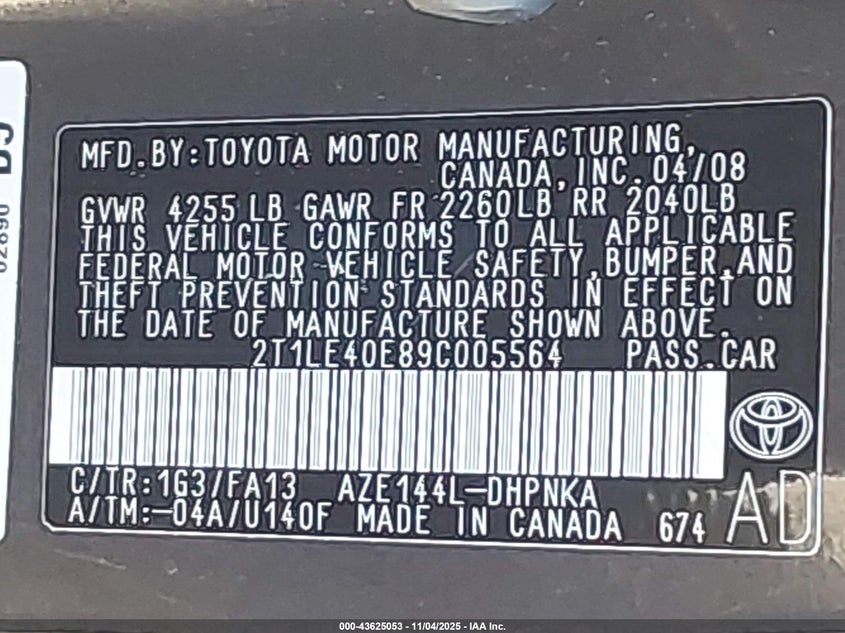 MFD.BY:TOYOTA MOTOR MANUFACTURING,
CANADA,INC.04/08
GVWR 4255 LB GAWR FR 2260LB RR 2040LB
THIS VEHICLE CONFORMS TO ALL APPLICABLE
FEDERAL MOTOR VEHICLE SAFETY,BUMPER,AND
THEFT PREVENTION STANDARDS IN EFFECT ON
THE DATE OF MANUFACTURE SHOWN ABOVE.
2T1LE40E89C005564 PASS.CAR
C/TR:1G3/FA13 AZE144L-DHPNKA
A/TM:-04A/U140F MADE IN CANADA 674 AD
000-43625053 - 11/04/2025 - IAA Inc.